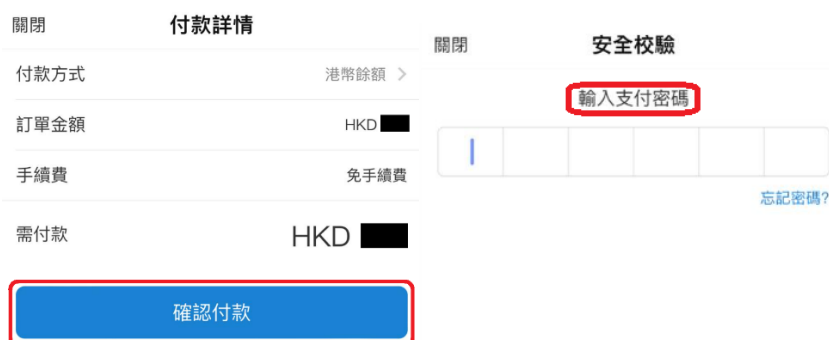 關閉 付款詳情
付款方式 港幣餘額 >
訂單金額 HKD
手續費 免手續費
需付款 HKD
確認付款
關閉 安全校驗
輸入支付密碼
忘記密碼?